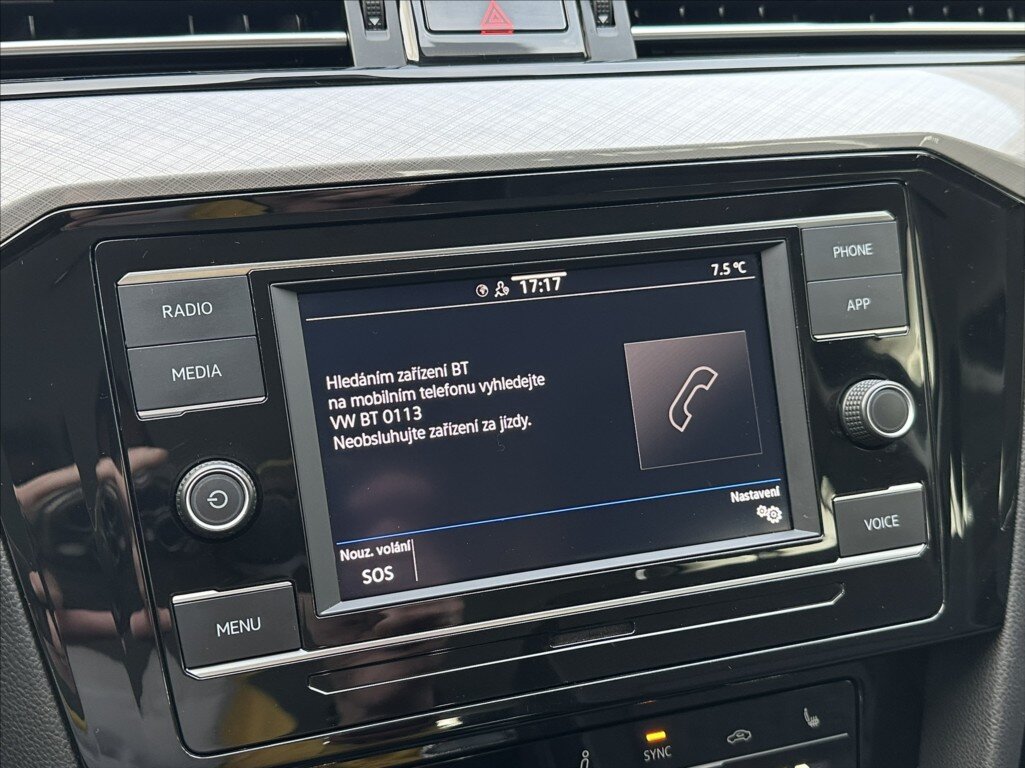 17:17
7.5 °C
RADIO
MEDIA
PHONE
APP
Hledáním zařízení BT
na mobilním telefonu vyhledejte
VW BT 0113
Neobsluhujte zařízení za jízdy.
Nastavení
Nouz. volání
SOS
VOICE
MENU
SYNC